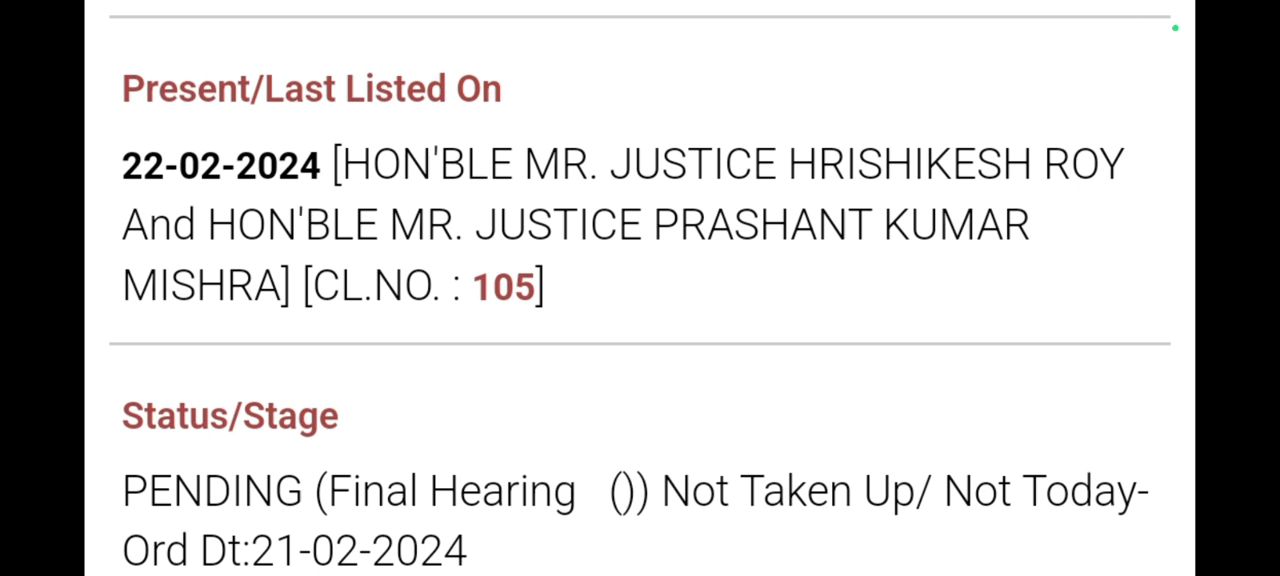 Present/Last Listed On
22-02-2024 [HON'BLE MR. JUSTICE HRISHIKESH ROY
And HON'BLE MR. JUSTICE PRASHANT KUMAR
MISHRA] [CL.NO. : 105]
Status/Stage
PENDING (Final Hearing   ()) Not Taken Up/ Not Today-
Ord Dt:21-02-2024